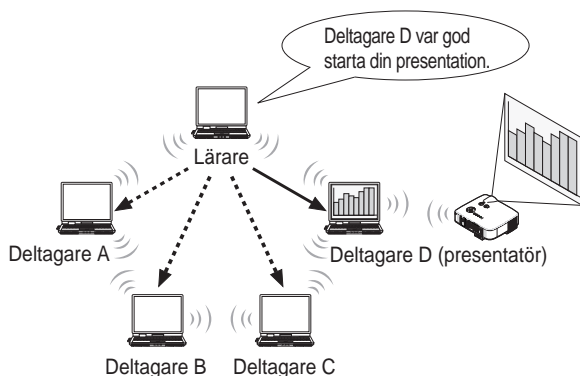 Deltagare D var god
starta din presentation.
Lärare
Deltagare A
Deltagare D (presentatör)
Deltagare B
Deltagare C